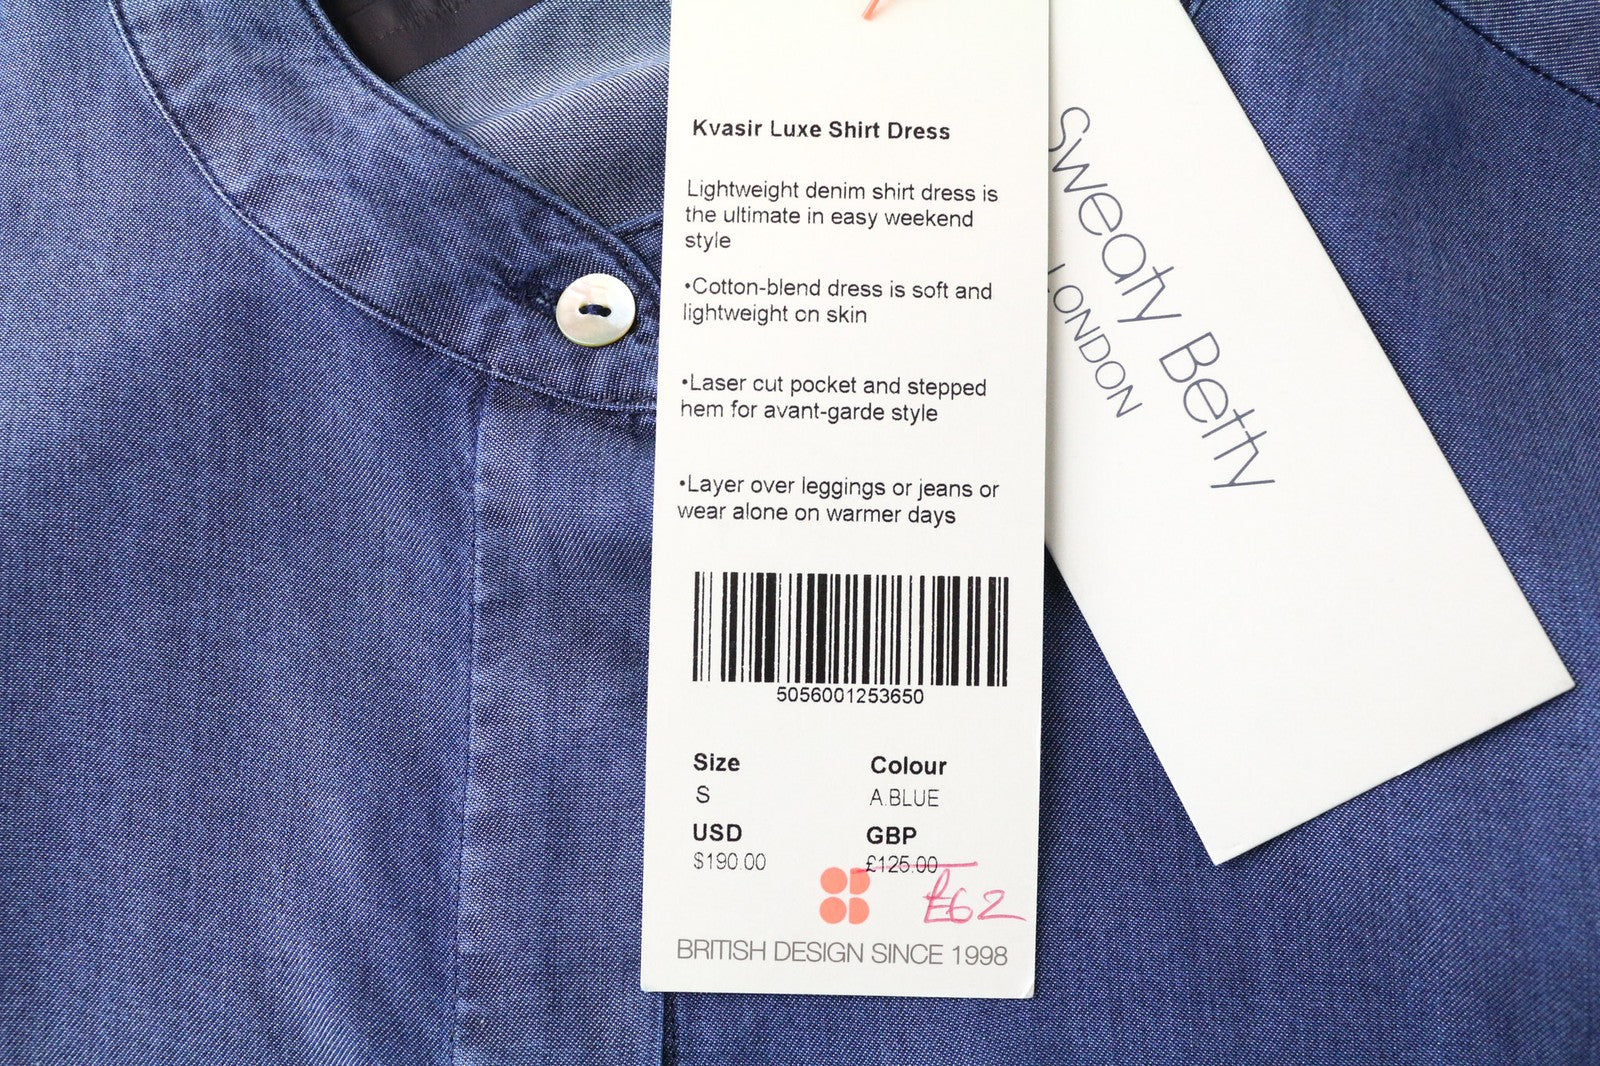 Kvasir Luxe Shirt Dress
Lightweight denim shirt dress is
the ultimate in easy weekend
style
•Cotton-blend dress is soft and
lightweight on skin
•Laser cut pocket and stepped
hem for avant-garde style
•Layer over leggings or jeans or
wear alone on warmer days
5056001253650
Size Colour
S A.BLUE
USD GBP
$190.00 £125.00
£62
BRITISH DESIGN SINCE 1998
Sweaty Betty
LONDON